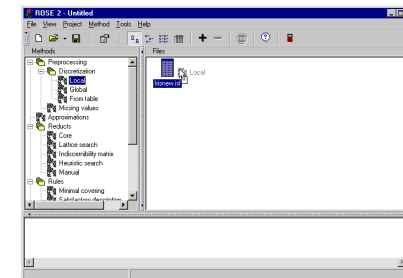 ROSE 2 - Untitled
File View Project Method Tools Help
Methods
Files
Preprocessing
Discretization
Local
Global
From table
Missing values
Approximations
Reducts
Core
Lattice search
Indiscernibility matrix
Heuristic search
Manual
Rules
Minimal covering
Satisfactory description
Local
Irisnew.isf